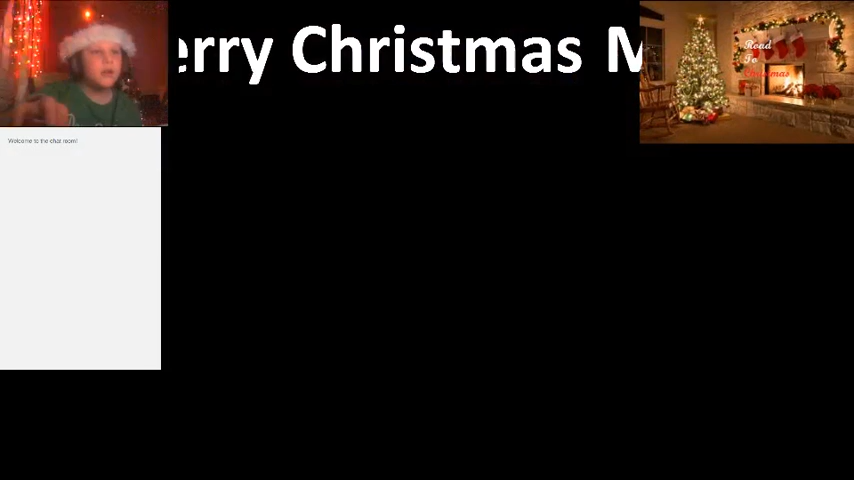 erry Christmas M
Road
To
Christmas
Welcome to the chat room!